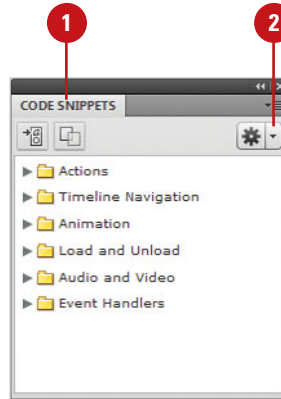 1
2
CODE SNIPPETS
Actions
Timeline Navigation
Animation
Load and Unload
Audio and Video
Event Handlers